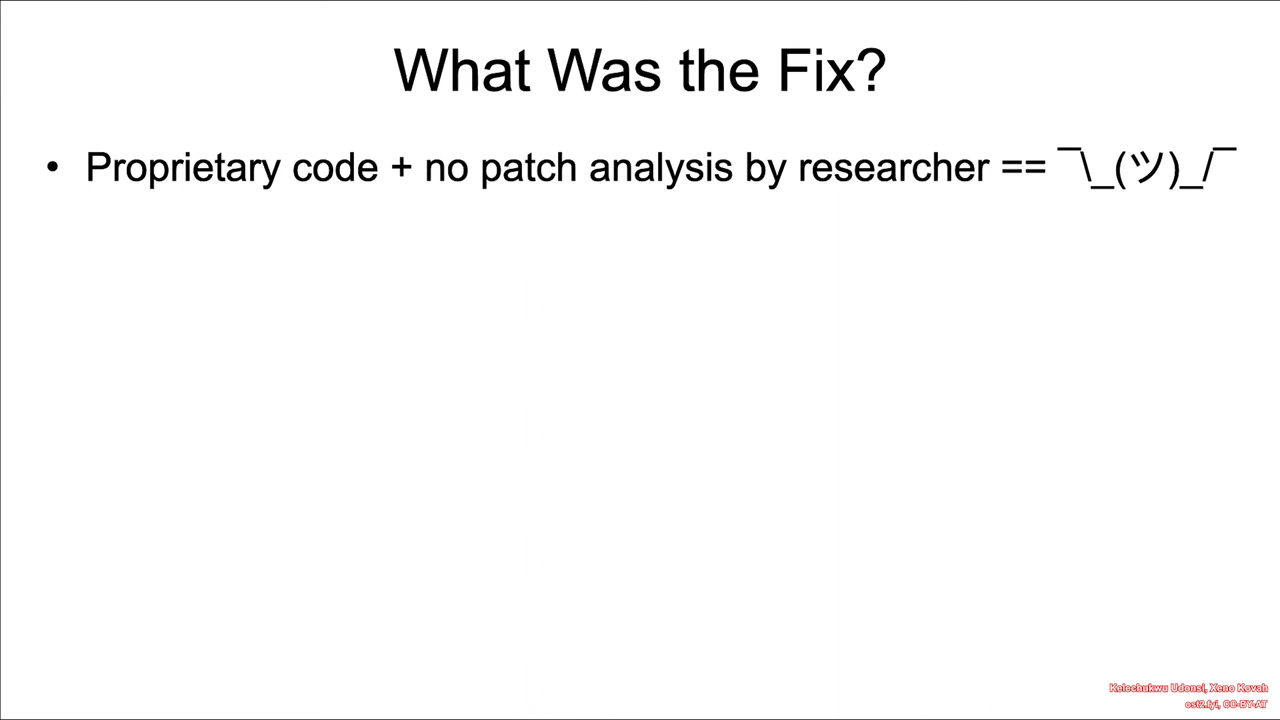 What Was the Fix?
• Proprietary code + no patch analysis by researcher == ¯\_(ツ)_/¯
Kelechukwu Udonsi, Xeno Kovah
ost2.fyi, CC-BY-AT